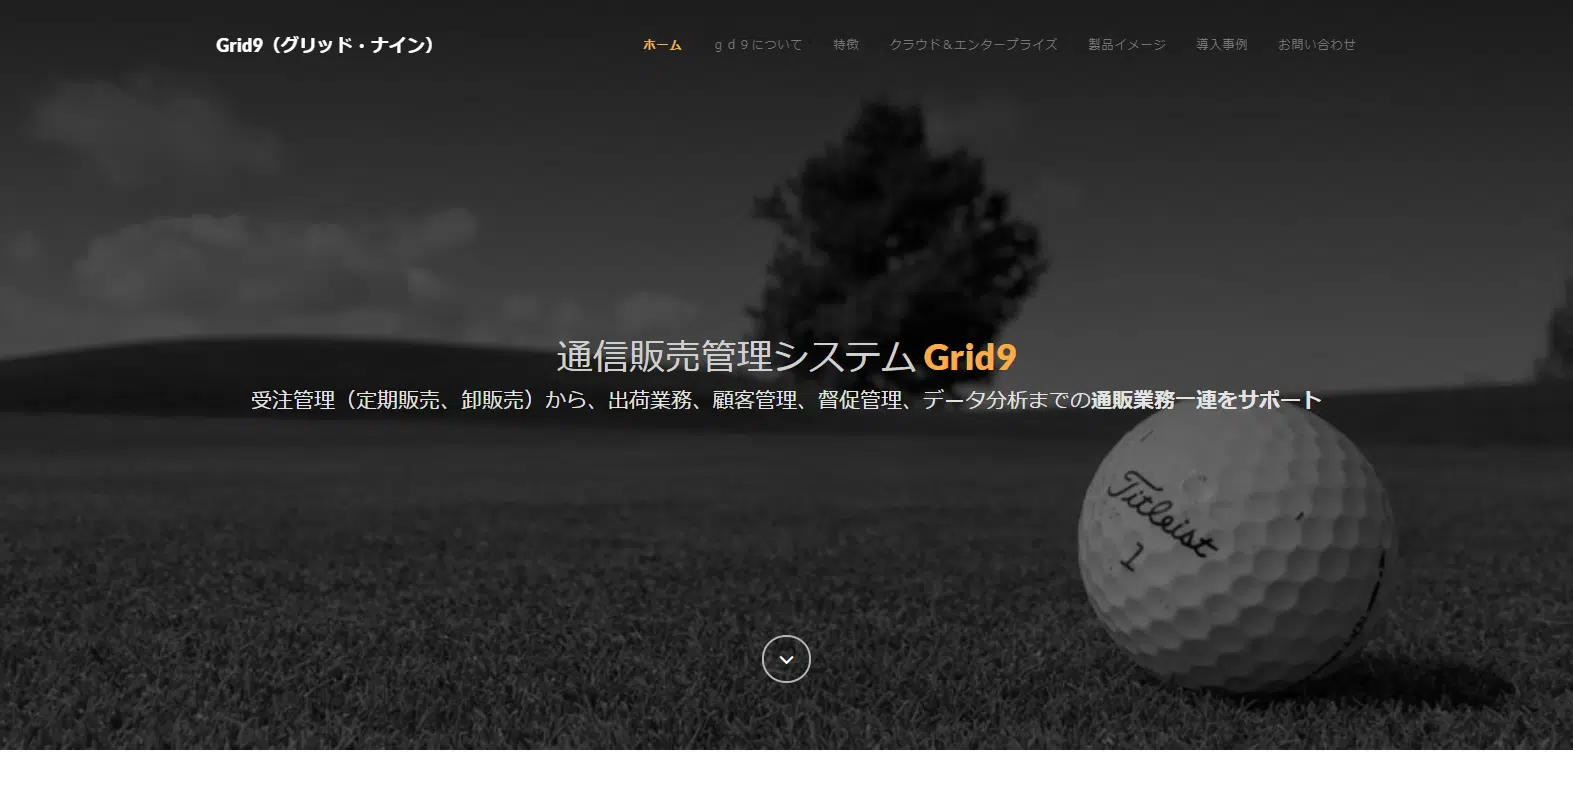 Grid9（グリッド・ナイン）
ホーム ｇｄ９について 特徴 クラウド＆エンタープライズ 製品イメージ 導入事例 お問い合わせ
通信販売管理システム Grid9
受注管理（定期販売、卸販売）から、出荷業務、顧客管理、督促管理、データ分析までの通販業務一連をサポート
Titleist
1